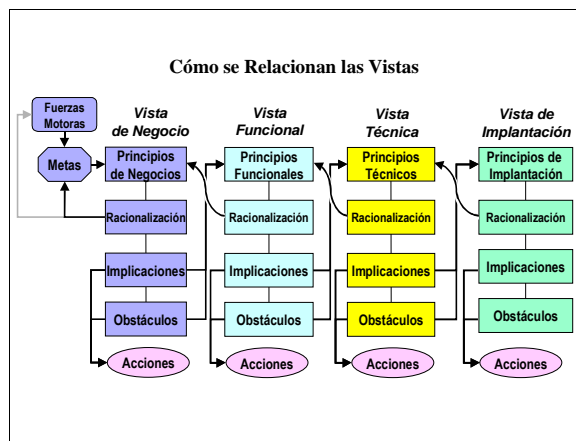 Cómo se Relacionan las Vistas
Fuerzas
Motoras
Metas
Vista
de Negocio
Principios
de Negocios
Racionalización
Implicaciones
Obstáculos
Acciones
Vista
Funcional
Principios
Funcionales
Racionalización
Implicaciones
Obstáculos
Acciones
Vista
Técnica
Principios
Técnicos
Racionalización
Implicaciones
Obstáculos
Acciones
Vista de
Implantación
Principios de
Implantación
Racionalización
Implicaciones
Obstáculos
Acciones